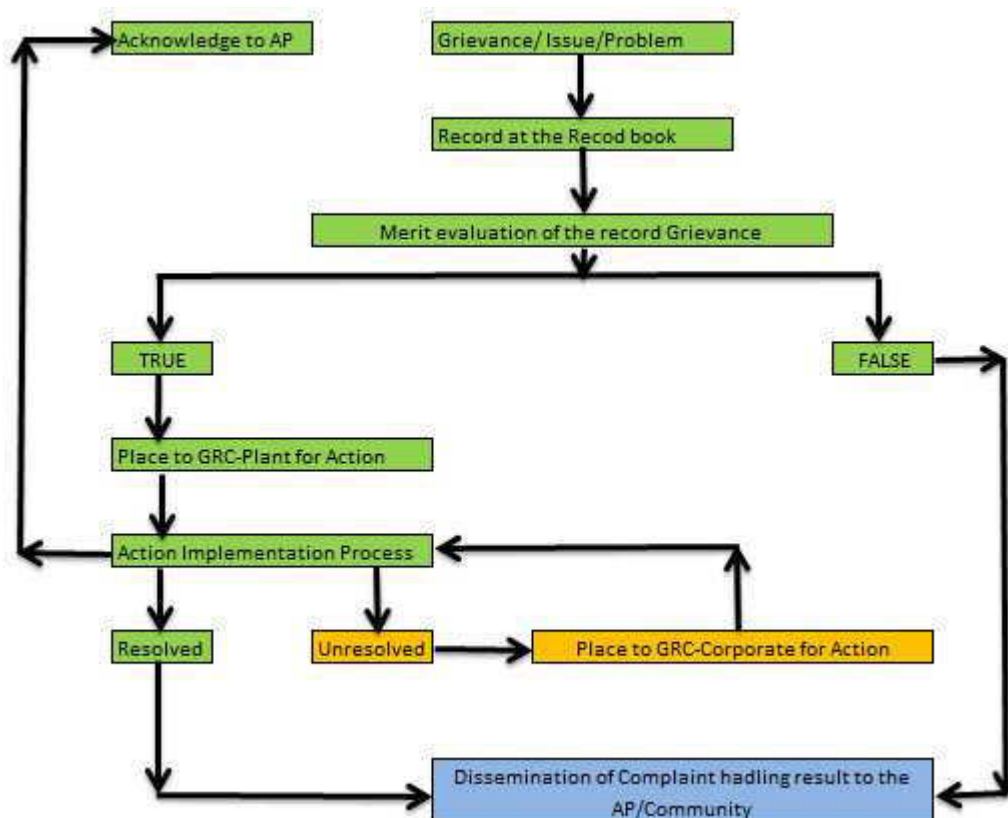 Acknowledge to AP
Grievance/ Issue/Problem
Record at the Recod book
Merit evaluation of the record Grievance
TRUE
FALSE
Place to GRC-Plant for Action
Action Implementation Process
Resolved
Unresolved
Place to GRC-Corporate for Action
Dissemination of Complaint hadling result to the
AP/Community